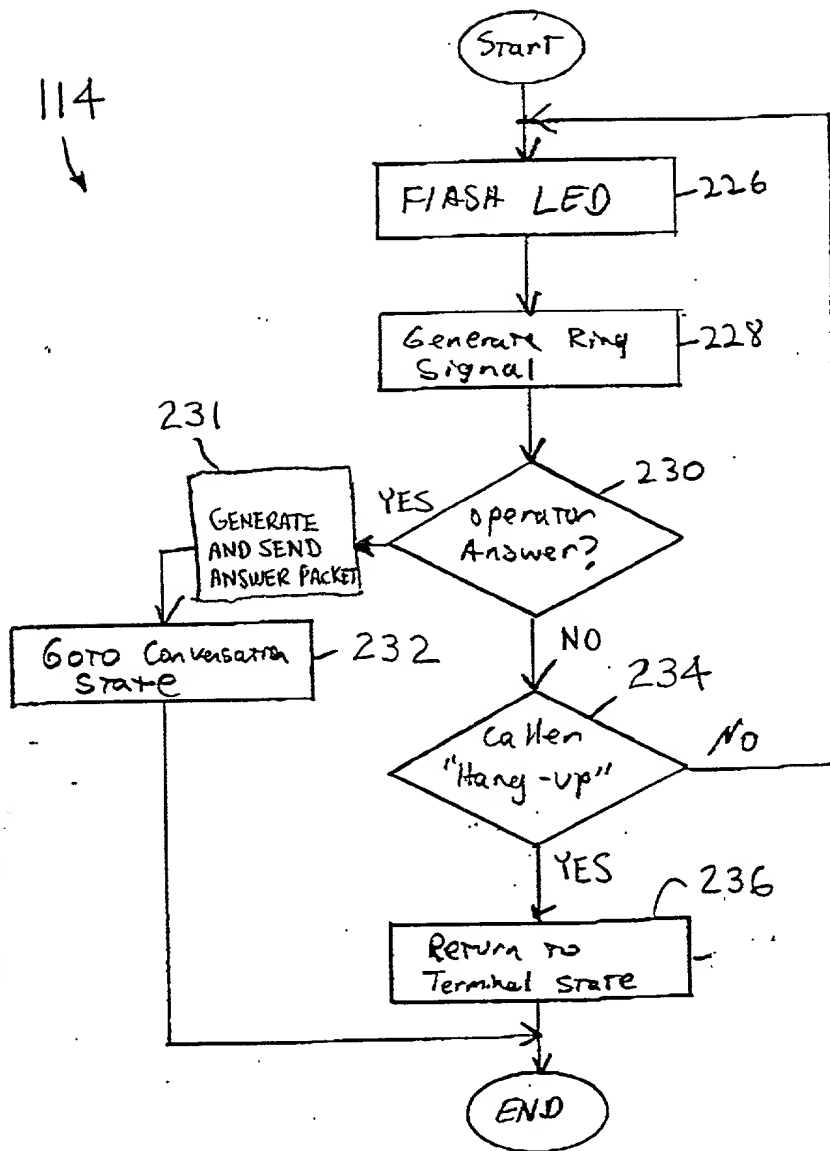 Start
114
FLASH LED
226
Generate Ring
Signal
228
231
230
YES
Operator
Answer?
GENERATE
AND SEND
ANSWER PACKET
NO
GOTO Conversation
State
232
234
Caller
"Hang-up"
NO
YES
236
Return to
Terminal State
END